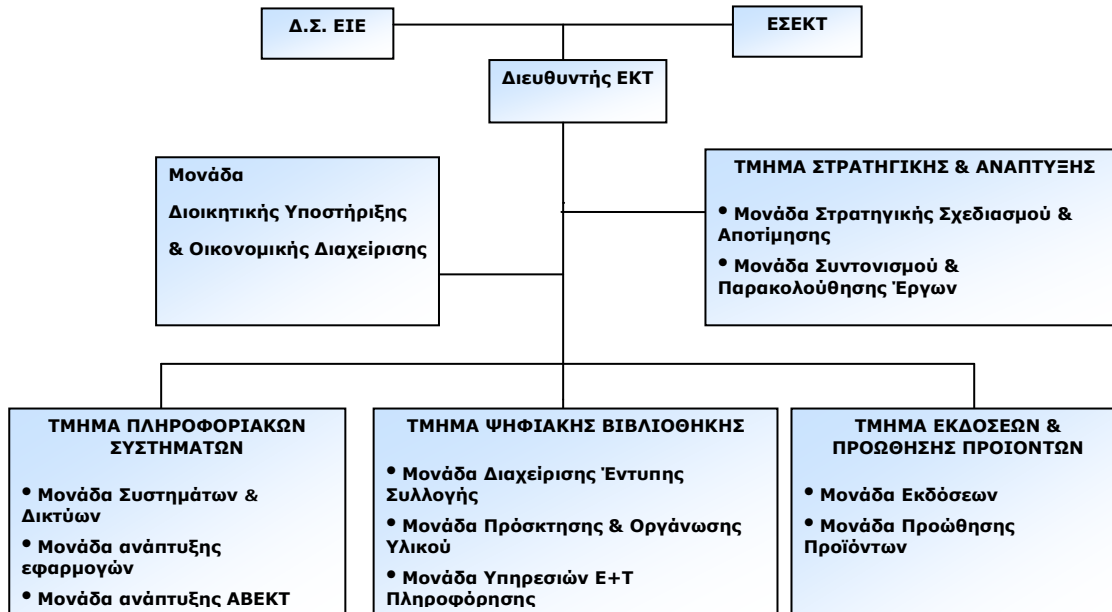 Δ.Σ. ΕΙΕ
ΕΣΕΚΤ
Διευθυντής ΕΚΤ
Μονάδα
Διοικητικής Υποστήριξης
& Οικονομικής Διαχείρισης
ΤΜΗΜΑ ΣΤΡΑΤΗΓΙΚΗΣ & ΑΝΑΠΤΥΞΗΣ
• Μονάδα Στρατηγικής Σχεδιασμού &
Αποτίμησης
• Μονάδα Συντονισμού &
Παρακολούθησης Έργων
ΤΜΗΜΑ ΠΛΗΡΟΦΟΡΙΑΚΩΝ
ΣΥΣΤΗΜΑΤΩΝ
• Μονάδα Συστημάτων &
Δικτύων
• Μονάδα ανάπτυξης
εφαρμογών
• Μονάδα ανάπτυξης ΑΒΕΚΤ
ΤΜΗΜΑ ΨΗΦΙΑΚΗΣ ΒΙΒΛΙΟΘΗΚΗΣ
• Μονάδα Διαχείρισης Έντυπης
Συλλογής
• Μονάδα Πρόσκτησης & Οργάνωσης
Υλικού
• Μονάδα Υπηρεσιών Ε+Τ
Πληροφόρησης
ΤΜΗΜΑ ΕΚΔΟΣΕΩΝ &
ΠΡΟΩΘΗΣΗΣ ΠΡΟΙΟΝΤΩΝ
• Μονάδα Εκδόσεων
• Μονάδα Προώθησης
Προϊόντων